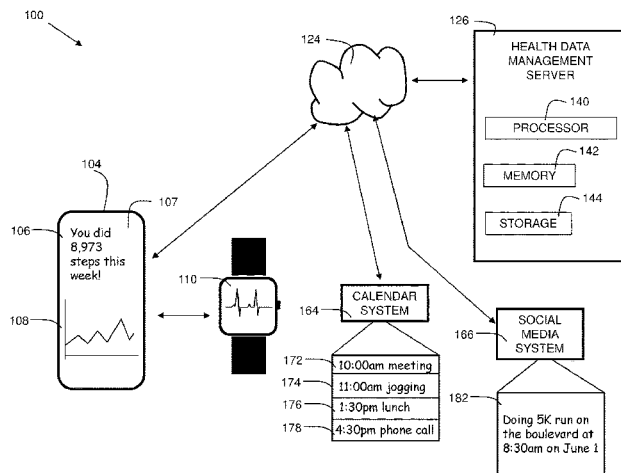 100
124
126
HEALTH DATA
MANAGEMENT
SERVER
140
PROCESSOR
142
MEMORY
144
STORAGE
104
107
106
You did
8,973
steps this
week!
108
110
164
CALENDAR
SYSTEM
166
SOCIAL
MEDIA
SYSTEM
172
10:00am meeting
174
11:00am jogging
176
1:30pm lunch
178
4:30pm phone call
182
Doing 5K run on
the boulevard at
8:30am on June 1